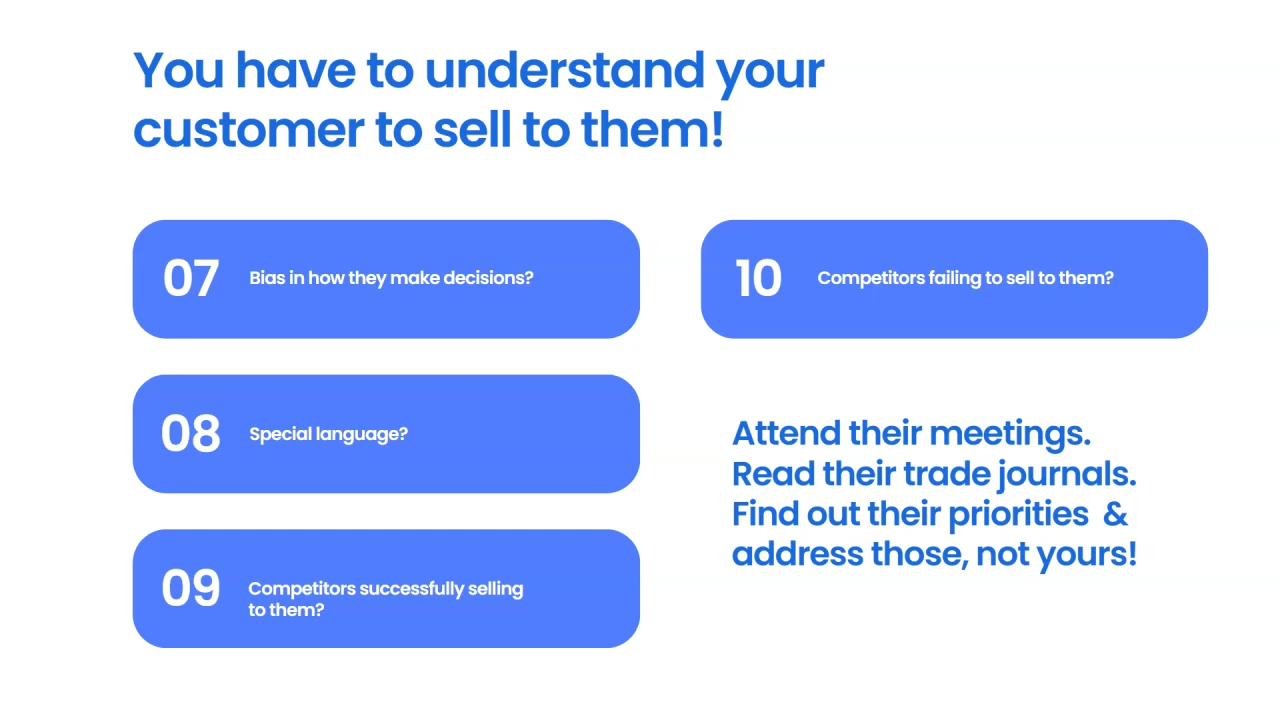 You have to understand your
customer to sell to them!
07 Bias in how they make decisions?
08 Special language?
09 Competitors successfully selling
to them?
10 Competitors failing to sell to them?
Attend their meetings.
Read their trade journals.
Find out their priorities &
address those, not yours!